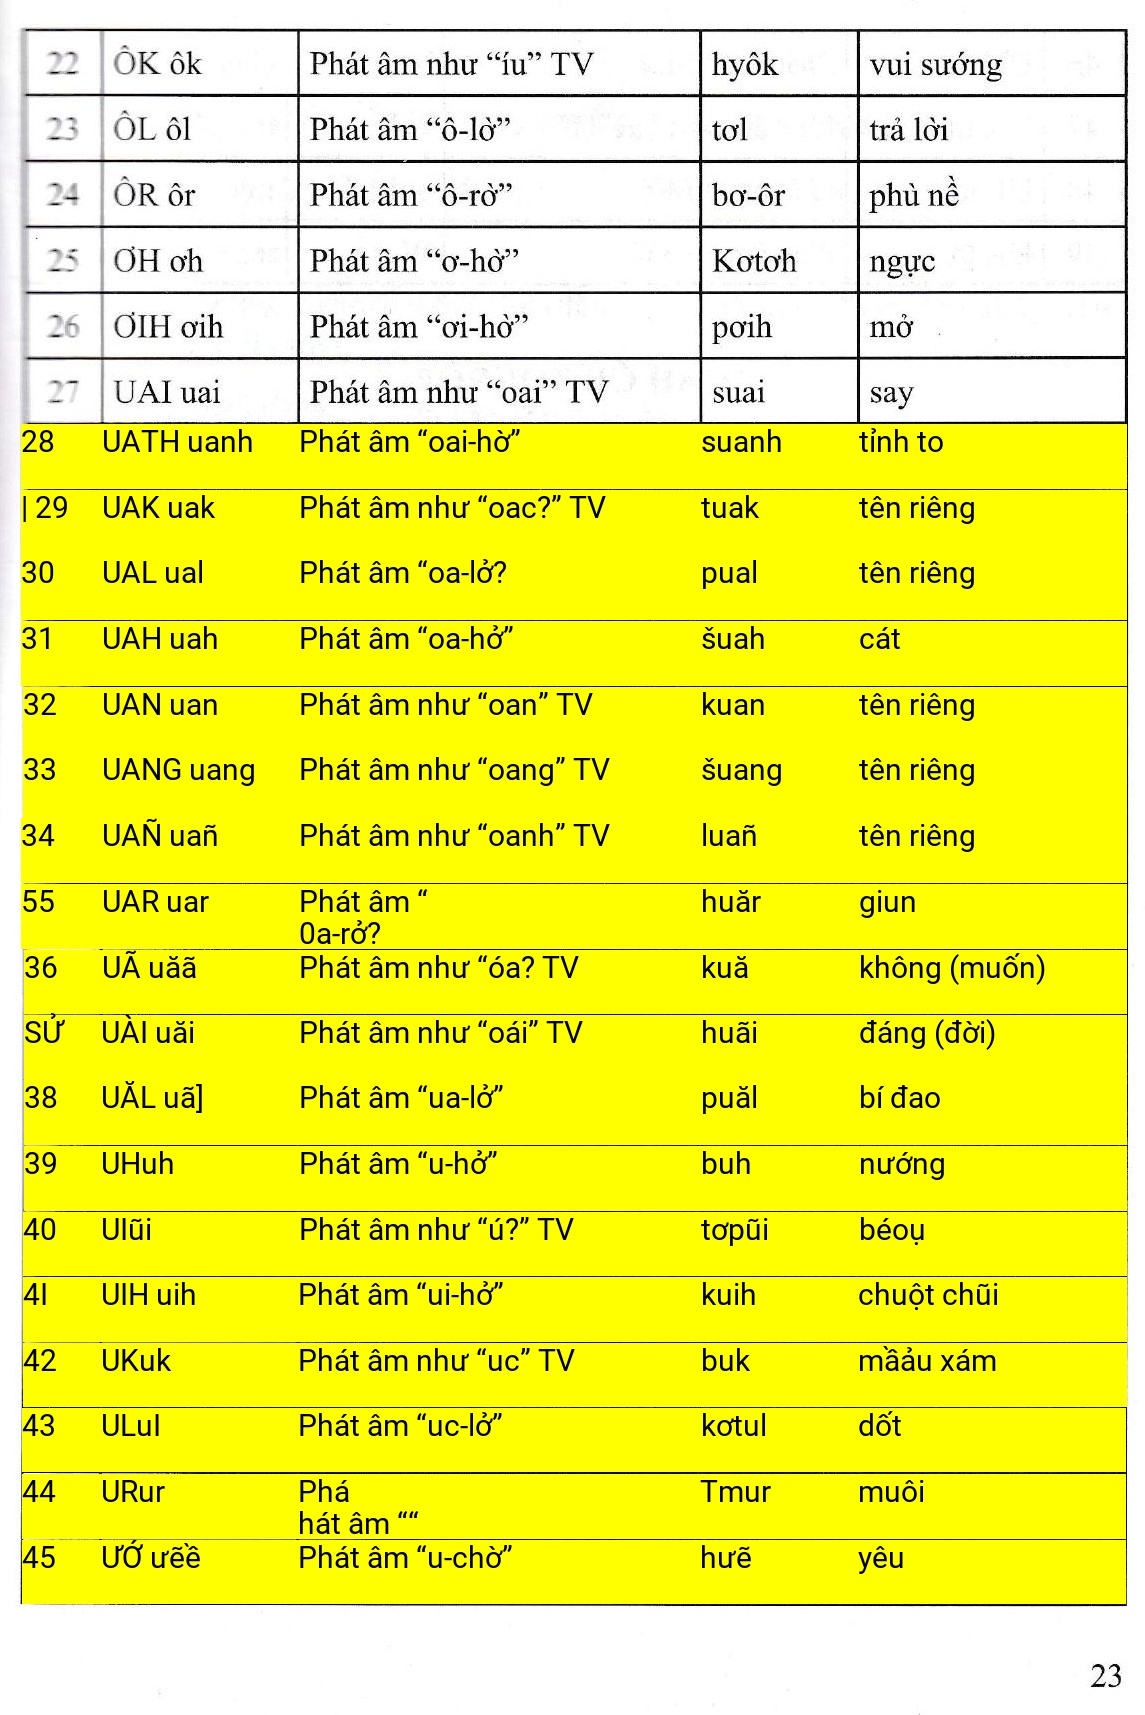 22 ÔK ôk Phát âm như “íu” TV hyôk vui sướng
23 ÔL ôl Phát âm “ô-lờ” tơl trả lời
24 ÔR ôr Phát âm “ô-rờ” bơ-ôr phù nề
25 ƠH ơh Phát âm “ơ-hờ” Kơtơh ngực
26 ƠIH ơih Phát âm “ơi-hờ” pơih mở
27 UAI uai Phát âm như “oai” TV suai say
28 UATH uanh Phát âm “oai-hờ” suanh tỉnh to
| 29 UAK uak Phát âm như “oac?” TV tuak tên riêng
30 UAL ual Phát âm “oa-lở? pual tên riêng
31 UAH uah Phát âm “oa-hở” šuah cát
32 UAN uan Phát âm như “oan” TV kuan tên riêng
33 UANG uang Phát âm như “oang” TV šuang tên riêng
34 UAÑ uañ Phát âm như “oanh” TV luañ tên riêng
55 UAR uar Phát âm “ huăr giun
0a-rở?
36 UÃ uăã Phát âm như “óa? TV kuă không (muốn)
SỬ UÀI uăi Phát âm như “oái” TV huãi đáng (đời)
38 UĂL uã] Phát âm “ua-lở” puăl bí đao
39 UHuh Phát âm “u-hở” buh nướng
40 UIũi Phát âm như “ú?” TV tơpũi béoụ
4I UIH uih Phát âm “ui-hở” kuih chuột chũi
42 UKuk Phát âm như “uc” TV buk mầảu xám
43 ULuI Phát âm “uc-lở” kơtul dốt
44 URur Phá Tmur muôi
hát âm ““
45 ƯỚ ưẽề Phát âm “u-chờ” hưẽ yêu
23